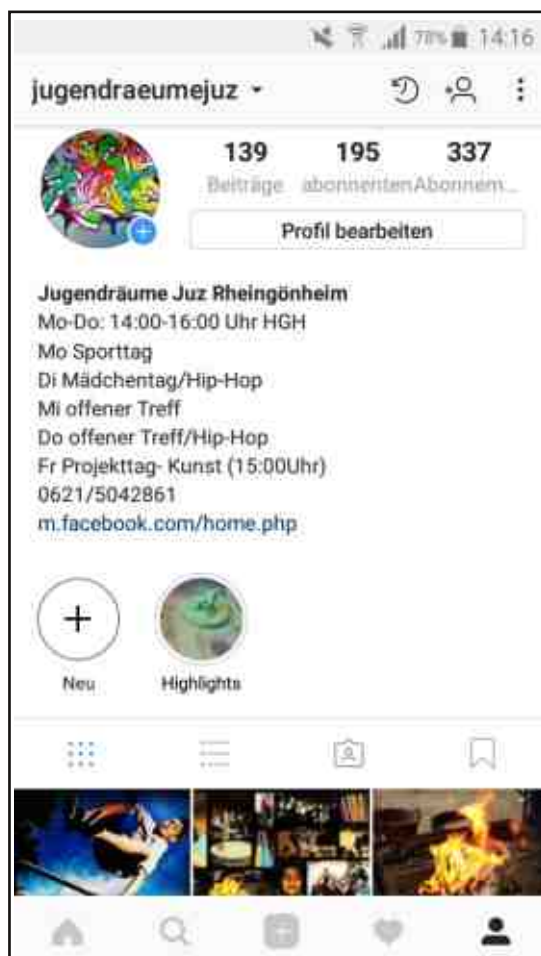 78% 14:16
jugendraeumejuz
139 195 337
Beiträge abonnenten Abonnem...
Profil bearbeiten
Jugendräume Juz Rheingönheim
Mo-Do: 14:00-16:00 Uhr HGH
Mo Sporttag
Di Mädchentag/Hip-Hop
Mi offener Treff
Do offener Treff/Hip-Hop
Fr Projekttag- Kunst (15:00Uhr)
0621/5042861
m.facebook.com/home.php
Neu Highlights